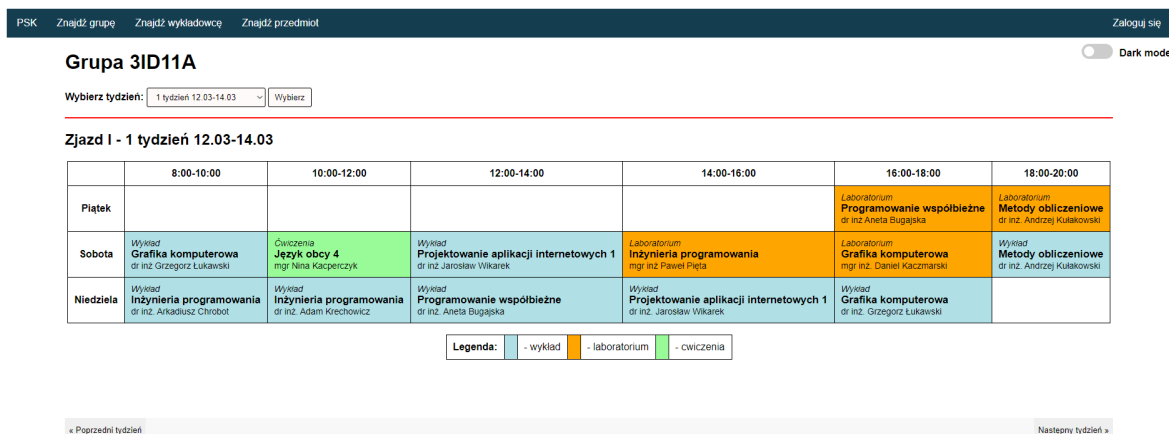 PSK Znajdź grupę Znajdź wykładowcę Znajdź przedmiot Zaloguj się
Dark mode
Grupa 3ID11A
Wybierz tydzień: 1 tydzień 12.03-14.03 Wybierz
Zjazd I - 1 tydzień 12.03-14.03
8:00-10:00 10:00-12:00 12:00-14:00 14:00-16:00 16:00-18:00 18:00-20:00
Piątek
Laboratorium
Programowanie współbieżne
dr inż Aneta Bugajska
Laboratorium
Metody obliczeniowe
dr inż. Andrzej Kułakowski
Sobota
Wykład
Grafika komputerowa
dr inż Grzegorz Łukawski
Ćwiczenia
Język obcy 4
mgr Nina Kacperczyk
Wykład
Projektowanie aplikacji internetowych 1
dr inż Jarosław Wikarek
Laboratorium
Inżynieria programowania
mgr inż Paweł Pięta
Laboratorium
Grafika komputerowa
mgr inż. Daniel Kaczmarski
Wykład
Metody obliczeniowe
dr inż. Andrzej Kułakowski
Niedziela
Wykład
Inżynieria programowania
dr inż. Arkadiusz Chrobot
Wykład
Inżynieria programowania
dr inż. Adam Krechowicz
Wykład
Programowanie współbieżne
dr inż. Aneta Bugajska
Wykład
Projektowanie aplikacji internetowych 1
dr inż. Jarosław Wikarek
Wykład
Grafika komputerowa
dr inż. Grzegorz Łukawski
Legenda: - wykład - laboratorium - cwiczenia
« Poprzedni tydzień Następny tydzień »